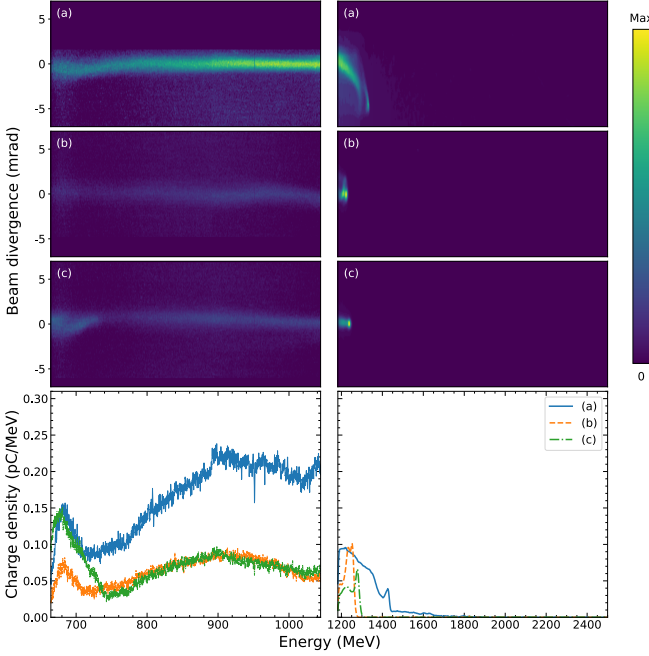 (a)
(a)
Max
5
0
-5
(b)
(b)
5
0
-5
Beam divergence (mrad)
(c)
(c)
5
0
-5
0
0.30
0.25
0.20
0.15
0.10
0.05
0.00
Charge density (pC/MeV)
(a)
(b)
(c)
700
800
900
1000
1200
1400
1600
1800
2000
2200
2400
Energy (MeV)